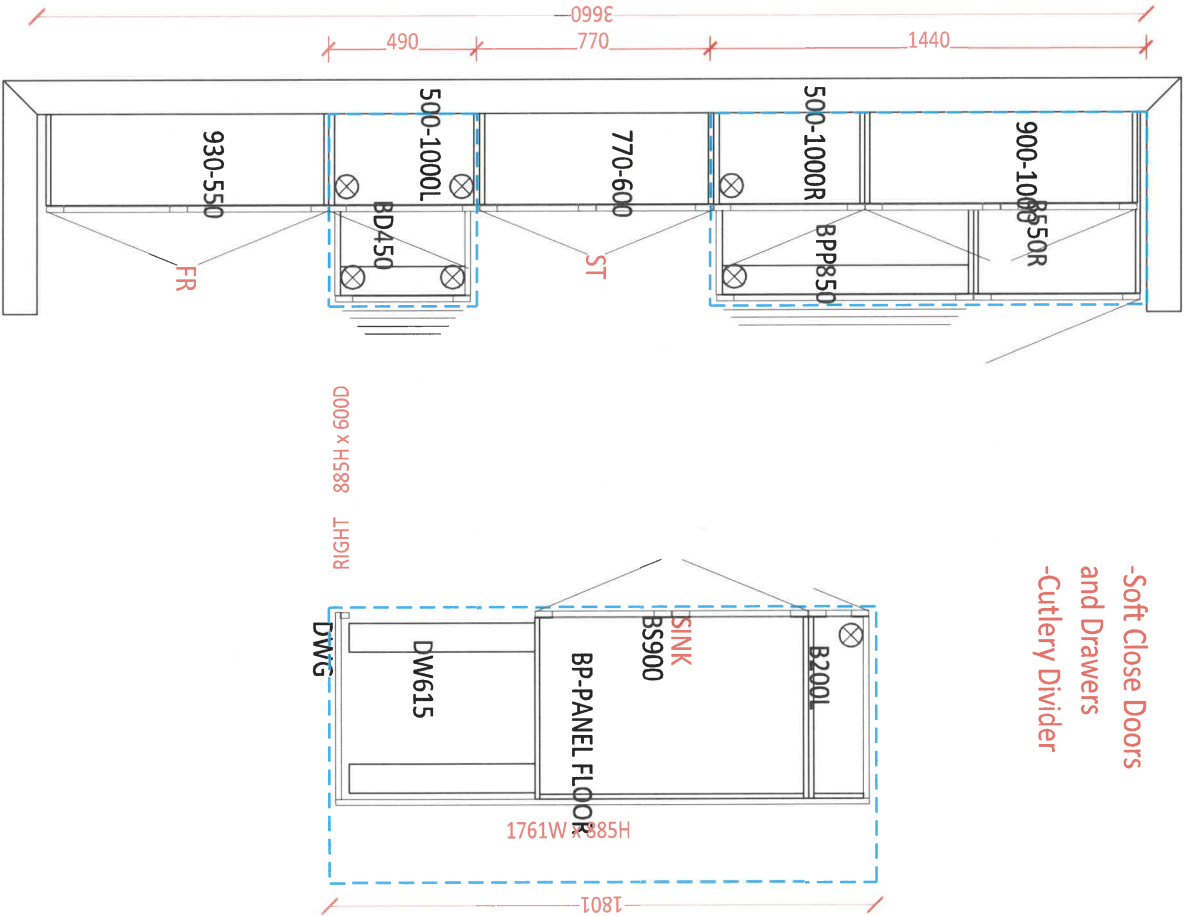 3660
490
770
1440
930-550
500-1000L
770-600
500-1000R
900-1000
BD450
BPP850
B550R
FR
ST
RIGHT 885H x 600D
-Soft Close Doors
and Drawers
-Cutlery Divider
SINK
BS900
B200L
DWG
DW615
BP-PANEL FLOOR
1761W x 885H
1801